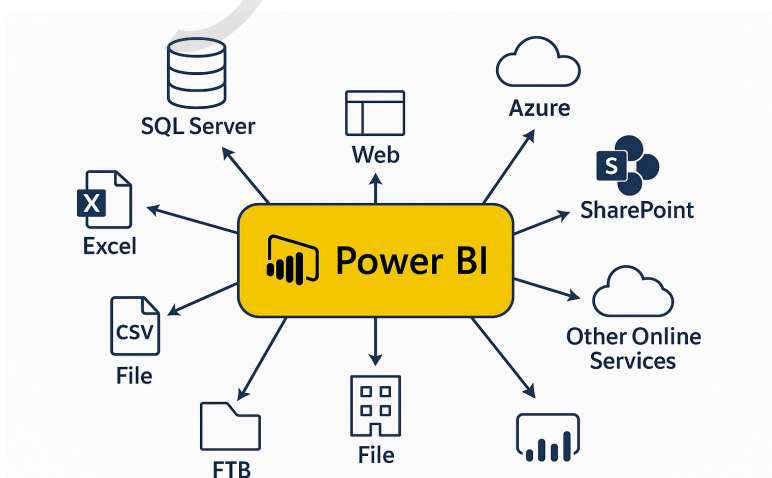 SQL Server
Web
Azure
X
Excel
S
SharePoint
Power BI
CSV
File
Other Online
Services
FTB
File